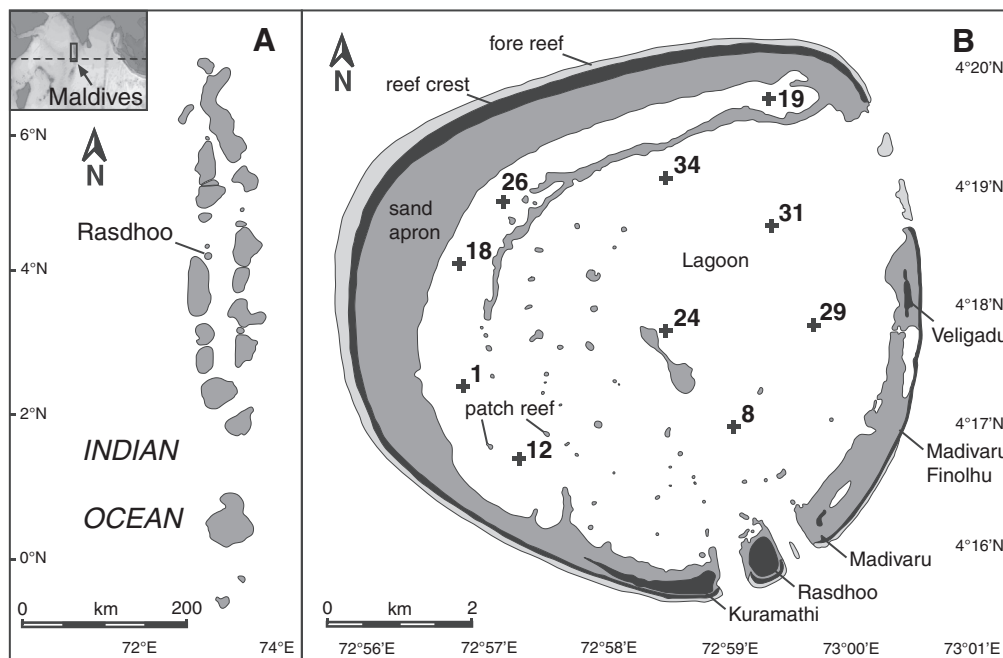 A
Maldives
N
6°N
Rasdhoo
4°N
2°N
INDIAN
OCEAN
0°N
0 km 200
72°E 74°E
B
N
fore reef
reef crest
4°20'N
19
34
4°19'N
26
sand
apron
31
18
Lagoon
4°18'N
24
29
Veligadu
1
patch reef
8
4°17'N
12
Madivaru
Finolhu
4°16'N
Madivaru
Rasdhoo
Kuramathi
0 km 2
72°56'E 72°57'E 72°58'E 72°59'E 73°00'E 73°01'E